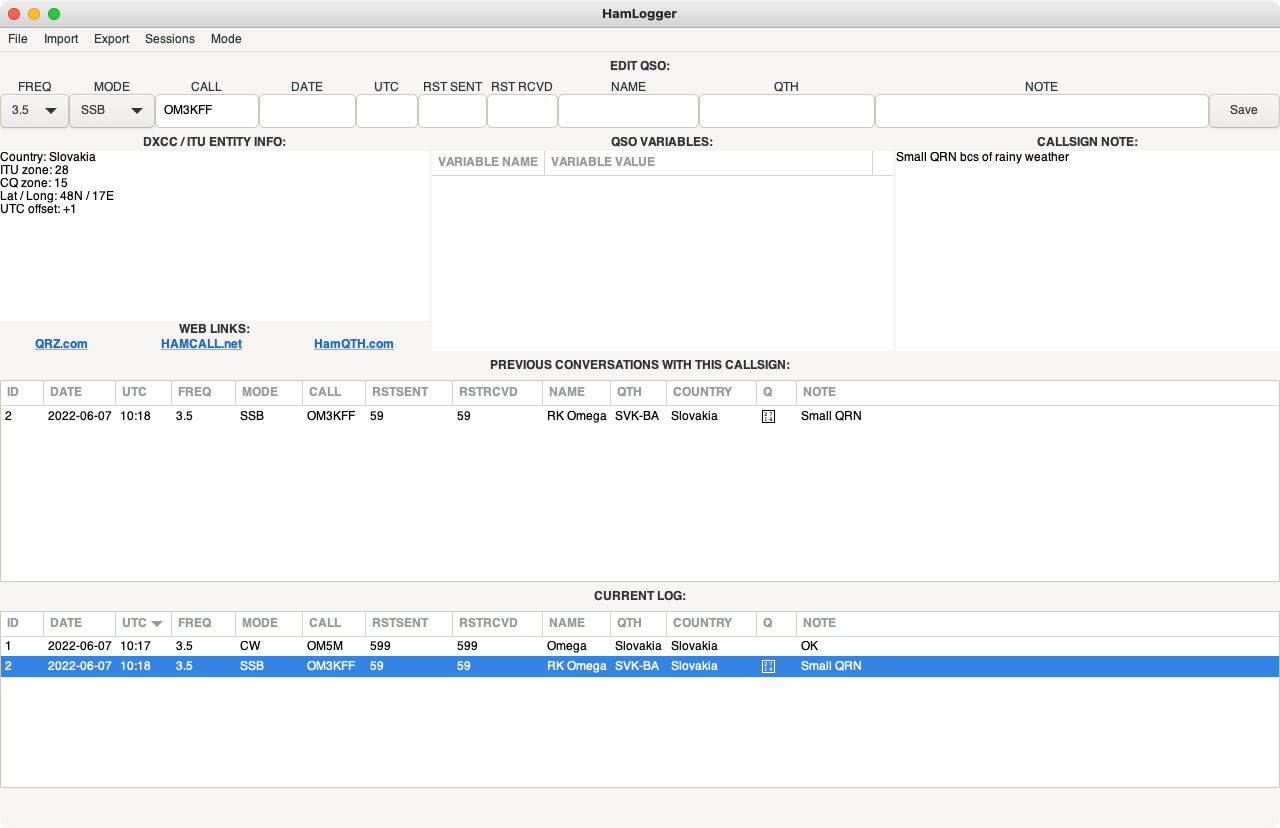 HamLogger
File Import Export Sessions Mode
EDIT QSO:
FREQ MODE CALL DATE UTC RST SENT RST RCVD NAME QTH NOTE
3.5 SSB OM3KFF Save
DXCC / ITU ENTITY INFO:
Country: Slovakia
ITU zone: 28
CQ zone: 15
Lat / Long: 48N / 17E
UTC offset: +1
WEB LINKS:
QRZ.com HAMCALL.net HamQTH.com
QSO VARIABLES:
VARIABLE NAME VARIABLE VALUE
CALLSIGN NOTE:
Small QRN bcs of rainy weather
PREVIOUS CONVERSATIONS WITH THIS CALLSIGN:
ID DATE UTC FREQ MODE CALL RSTSENT RSTRCVD NAME QTH COUNTRY Q NOTE
2 2022-06-07 10:18 3.5 SSB OM3KFF 59 59 RK Omega SVK-BA Slovakia Small QRN
CURRENT LOG:
ID DATE UTC FREQ MODE CALL RSTSENT RSTRCVD NAME QTH COUNTRY Q NOTE
1 2022-06-07 10:17 3.5 CW OM5M 599 599 Omega Slovakia Slovakia OK
2 2022-06-07 10:18 3.5 SSB OM3KFF 59 59 RK Omega SVK-BA Slovakia Small QRN